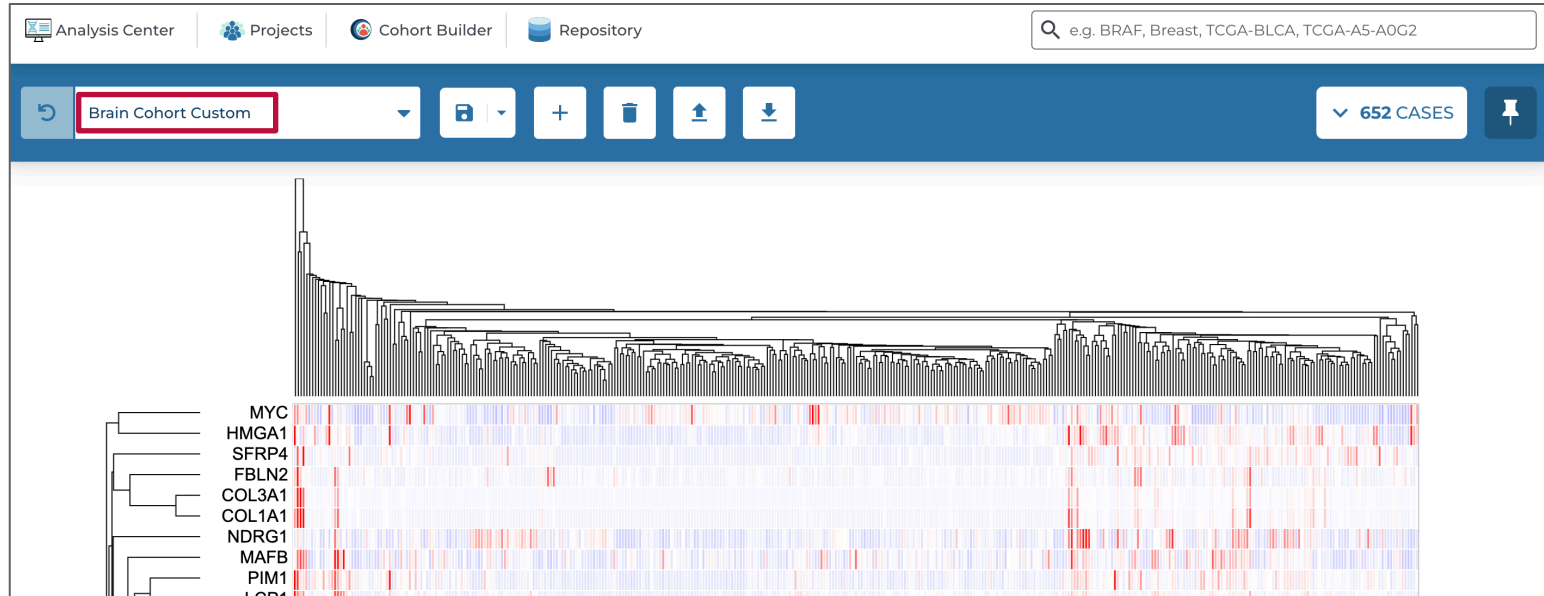 Analysis Center Projects Cohort Builder Repository e.g. BRAF, Breast, TCGA-BLCA, TCGA-A5-A0G2
Brain Cohort Custom 652 CASES
MYC
HMGA1
SFRP4
FBLN2
COL3A1
COL1A1
NDRG1
MAFB
PIM1